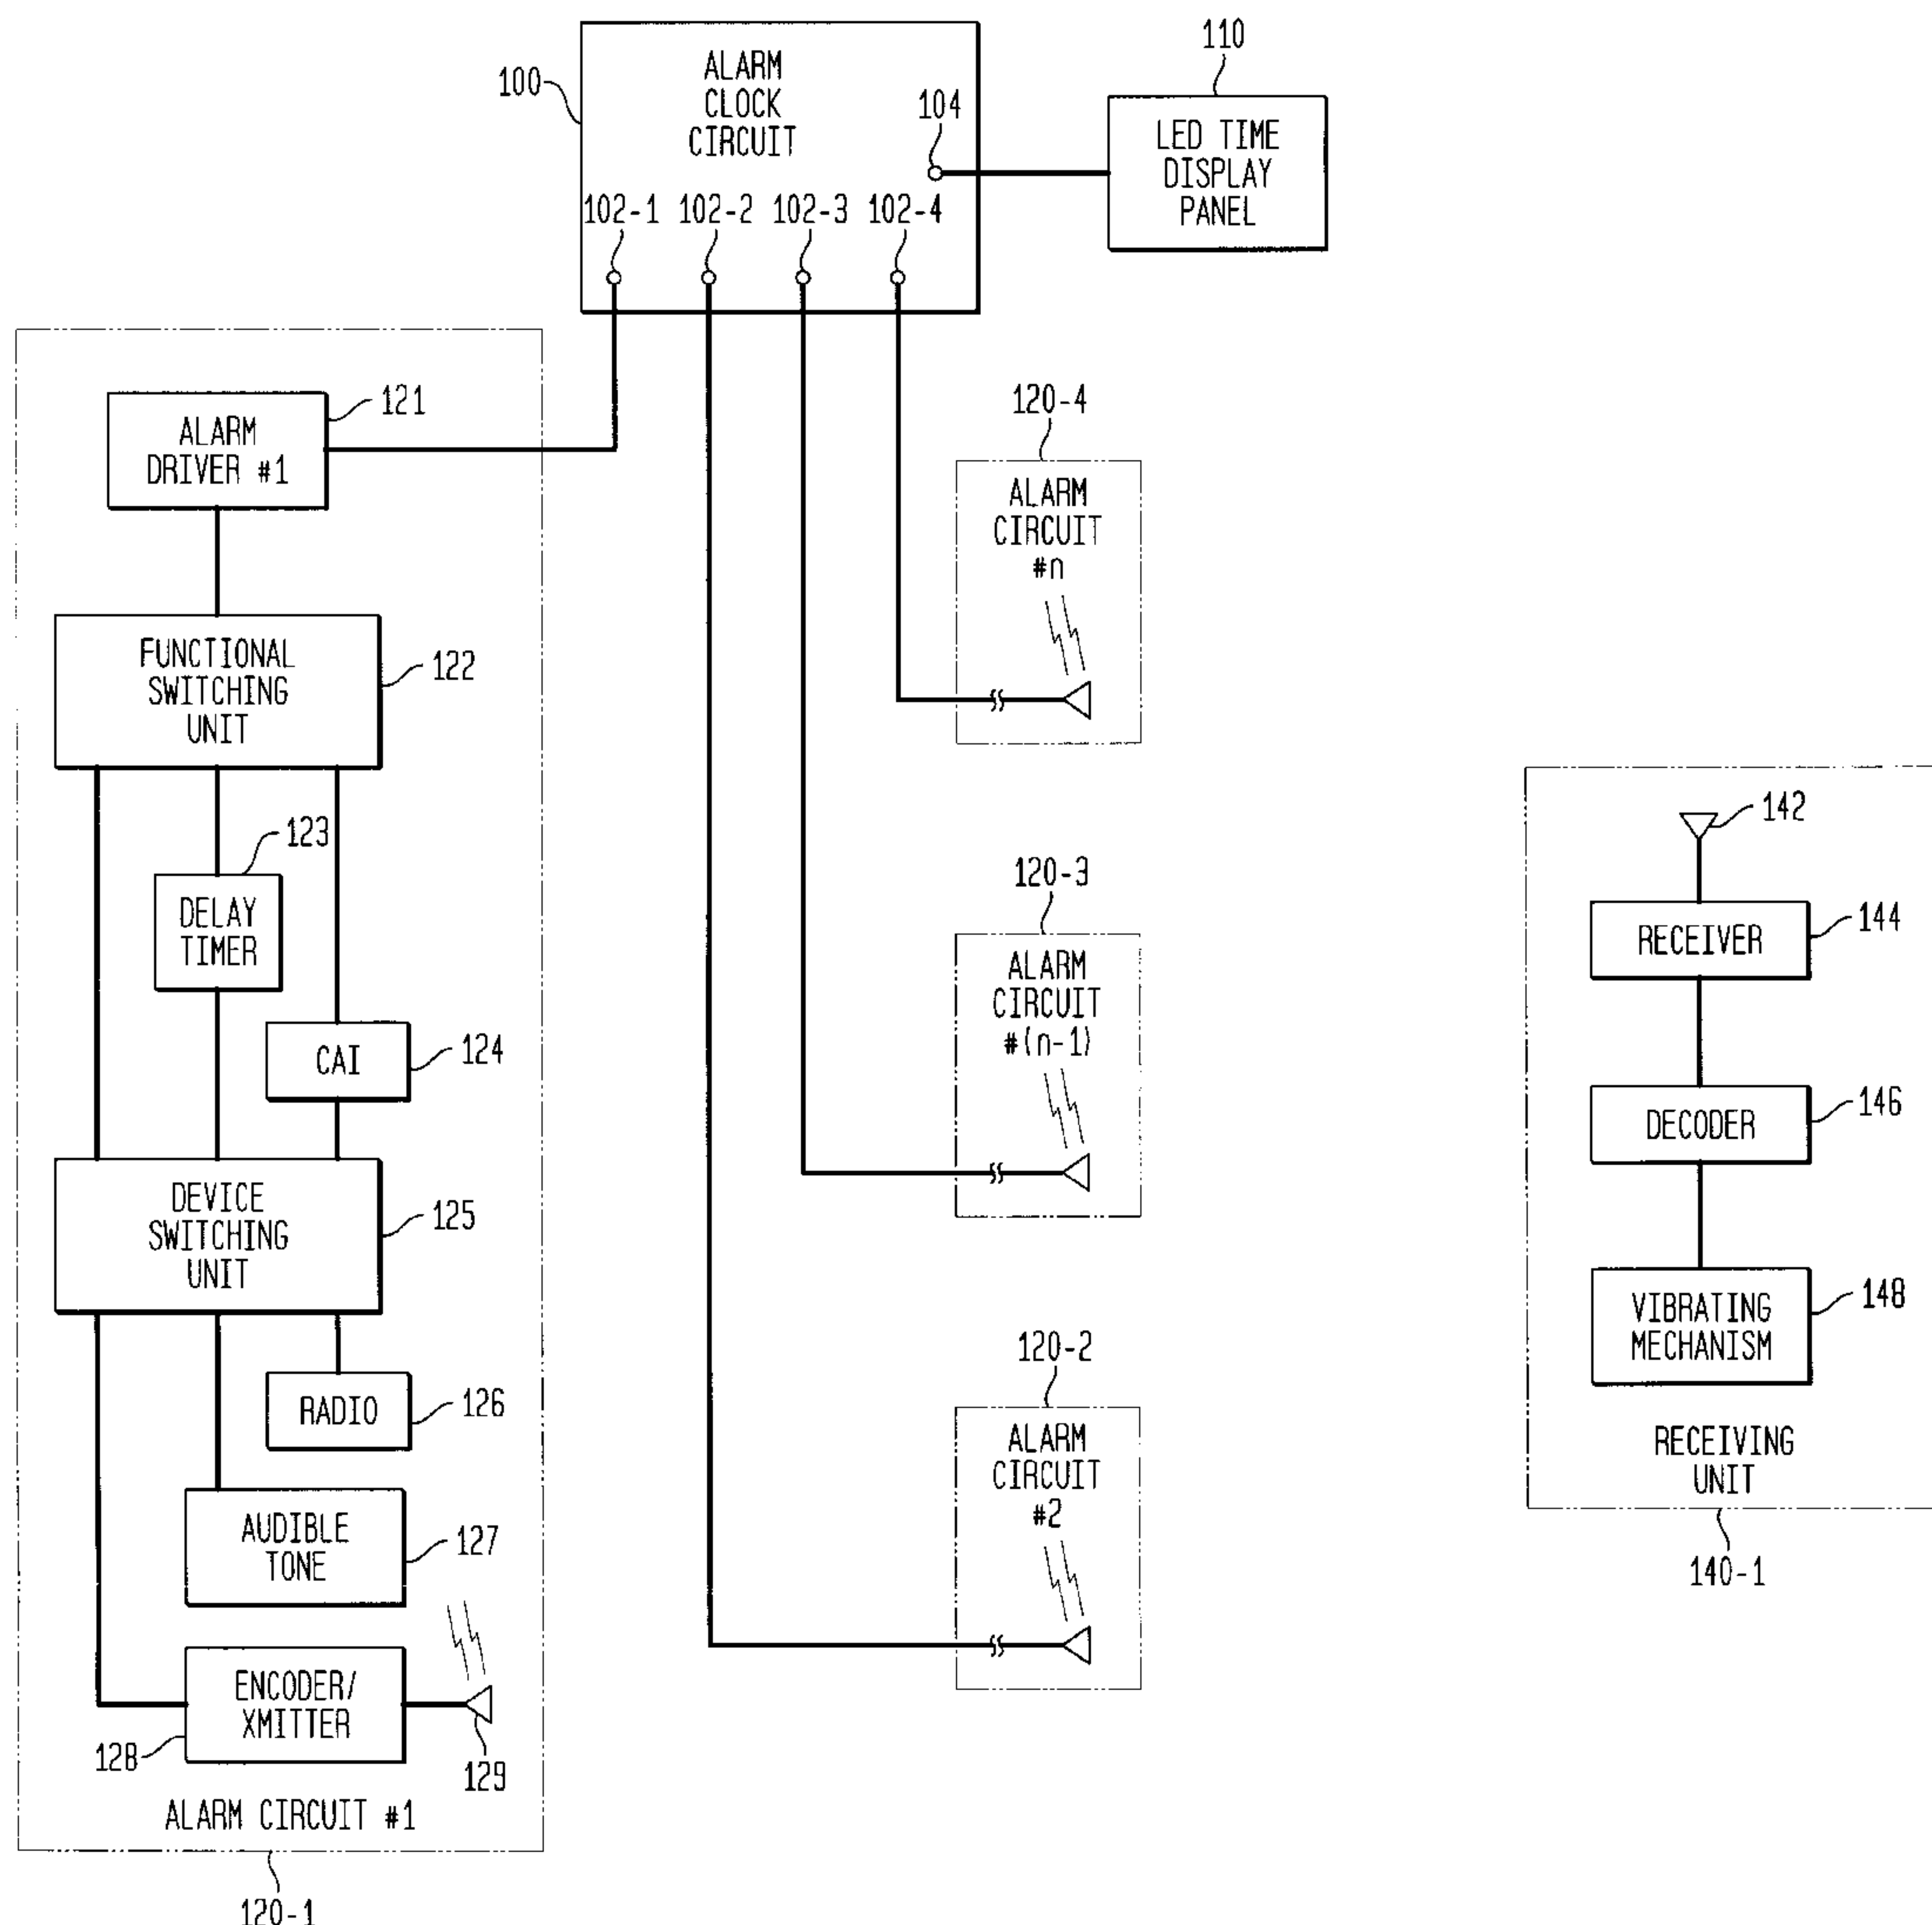 110
100
ALARM
CLOCK
CIRCUIT
104
LED TIME
DISPLAY
PANEL
102-1 102-2 102-3 102-4
121
ALARM
DRIVER #1
120-4
ALARM
CIRCUIT
#n
FUNCTIONAL
SWITCHING
UNIT
122
123
DELAY
TIMER
CAI
124
DEVICE
SWITCHING
UNIT
125
RADIO
126
AUDIBLE
TONE
127
ENCODER/
XMITTER
128
129
ALARM CIRCUIT #1
120-1
120-3
ALARM
CIRCUIT
#(n-1)
120-2
ALARM
CIRCUIT
#2
142
RECEIVER
144
DECODER
146
VIBRATING
MECHANISM
148
RECEIVING
UNIT
140-1